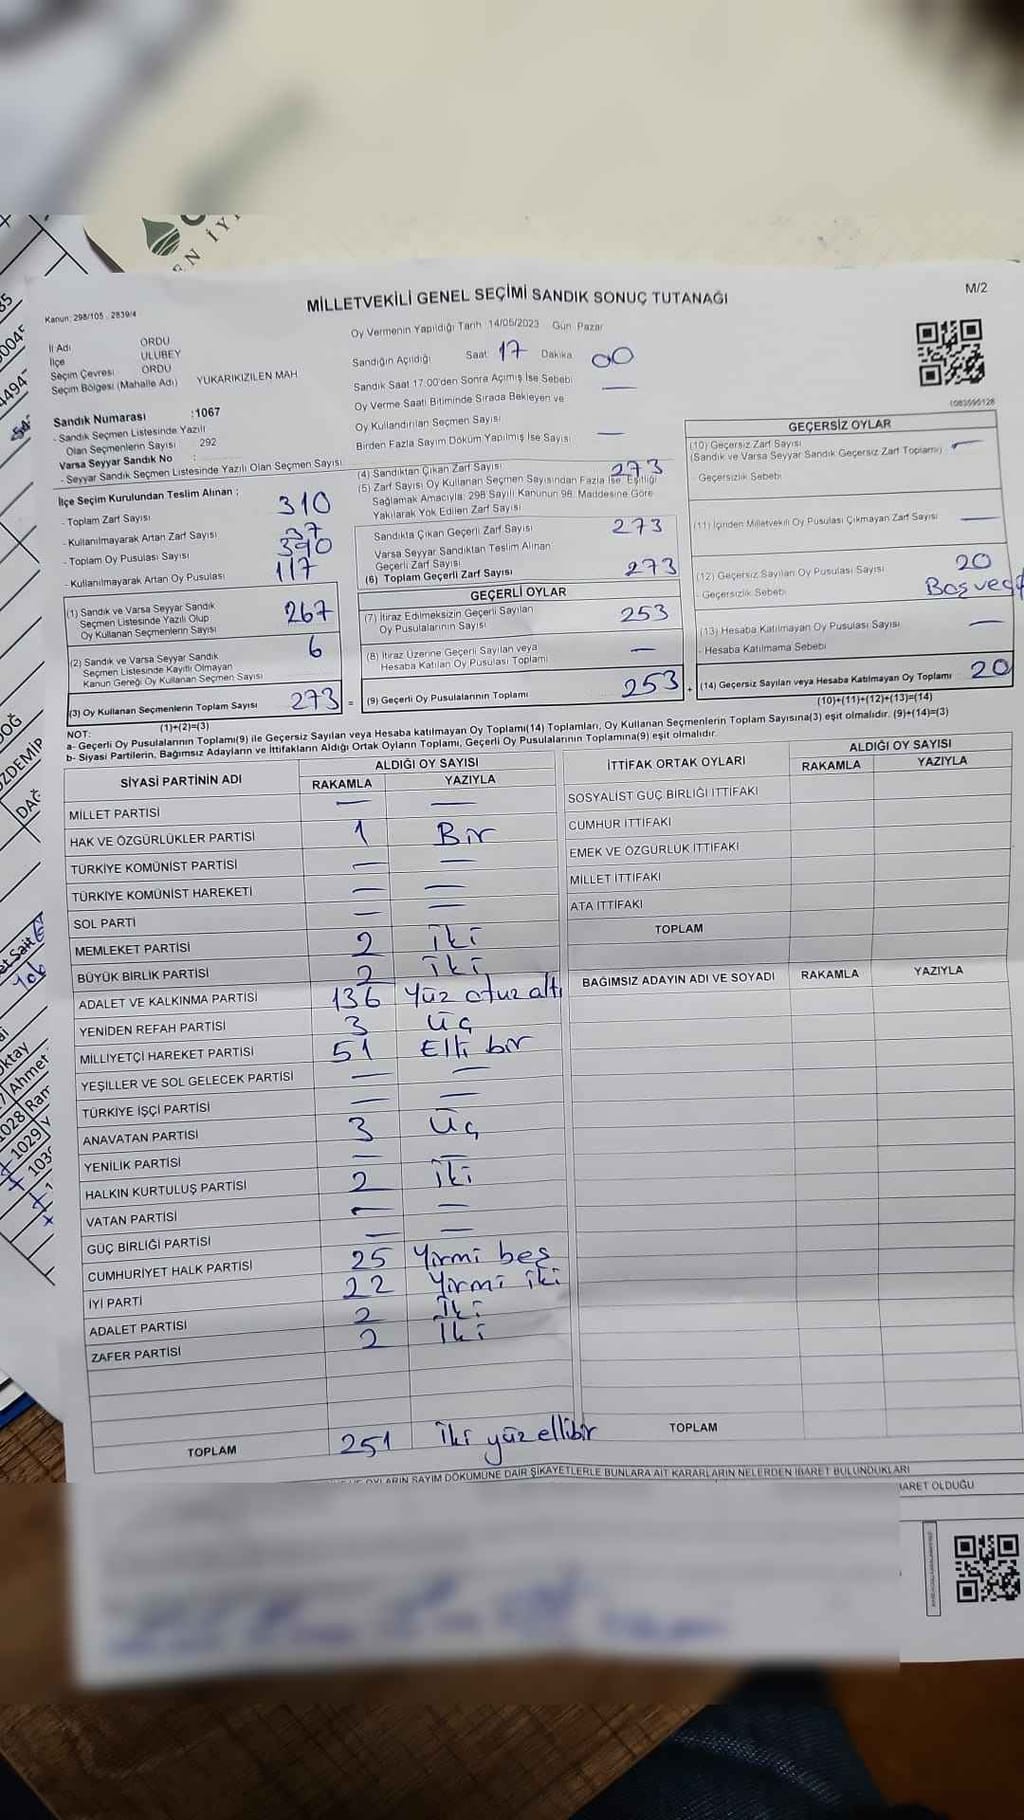 EN İYİ
MİLLETVEKİLİ GENEL SEÇİMİ SANDIK SONUÇ TUTANAĞI
M/2
Kanun: 298/105 - 2839/4
İl Adı ORDU
İlçe ULUBEY
Seçim Çevresi ORDU
Seçim Bölgesi (Mahalle Adı) YUKARIKIZILEN MAH.
Sandık Numarası :1067
- Sandık Seçmen Listesinde Yazılı
Olan Seçmenlerin Sayısı 292
Varsa Seyyar Sandık No :
- Seyyar Sandık Seçmen Listesinde Yazılı Olan Seçmen Sayısı
Oy Vermenin Yapıldığı Tarih 14/05/2023 Gün Pazar
Sandığın Açıldığı Saat 17 Dakika 00
Sandık Saat 17.00'den Sonra Açımış İse Sebebi —
Oy Verme Saati Bitiminde Sırada Bekleyen ve
Oy Kullandırılan Seçmen Sayısı
Birden Fazla Sayım Döküm Yapılmış İse Sayısı —
1083595128
İlçe Seçim Kurulundan Teslim Alınan :
- Toplam Zarf Sayısı 310
- Kullanılmayarak Artan Zarf Sayısı 37
- Toplam Oy Pusulası Sayısı 390
- Kullanılmayarak Artan Oy Pusulası 117
(1) Sandık ve Varsa Seyyar Sandık
Seçmen Listesinde Yazılı Olup
Oy Kullanan Seçmenlerin Sayısı 267
(2) Sandık ve Varsa Seyyar Sandık
Seçmen Listesinde Kayıtlı Olmayan
Kanun Gereği Oy Kullanan Seçmen Sayısı 6
(3) Oy Kullanan Seçmenlerin Toplam Sayısı 273 =
(1)+(2)=(3)
(4) Sandıktan Çıkan Zarf Sayısı 273
(5) Zarf Sayısı Oy Kullanan Seçmen Sayısından Fazla İse, Eşitliği
Sağlamak Amacıyla, 298 Sayılı Kanunun 98. Maddesine Göre
Yakılarak Yok Edilen Zarf Sayısı
Sandıkta Çıkan Geçerli Zarf Sayısı 273
Varsa Seyyar Sandıktan Teslim Alınan
Geçerli Zarf Sayısı
(6) Toplam Geçerli Zarf Sayısı 273
GEÇERLİ OYLAR
(7) İtiraz Edilmeksizin Geçerli Sayılan
Oy Pusulalarının Sayısı 253
(8) İtiraz Üzerine Geçerli Sayılan veya
Hesaba Katılan Oy Pusulası Toplamı —
(9) Geçerli Oy Pusulalarının Toplamı 253 +
GEÇERSİZ OYLAR
(10) Geçersiz Zarf Sayısı
(Sandık ve Varsa Seyyar Sandık Geçersiz Zarf Toplamı) —
- Geçersizlik Sebebi
(11) İçinden Milletvekili Oy Pusulası Çıkmayan Zarf Sayısı —
(12) Geçersiz Sayılan Oy Pusulası Sayısı 20
- Geçersizlik Sebebi
(13) Hesaba Katılmayan Oy Pusulası Sayısı —
- Hesaba Katılmama Sebebi
(14) Geçersiz Sayılan veya Hesaba Katılmayan Oy Toplamı 20
(10)+(11)+(12)+(13)=(14)
NOT:
a- Geçerli Oy Pusulalarının Toplamı(9) ile Geçersiz Sayılan veya Hesaba katılmayan Oy Toplamı(14) Toplamları, Oy Kullanan Seçmenlerin Toplam Sayısına(3) eşit olmalıdır. (9)+(14)=(3)
b- Siyasi Partilerin, Bağımsız Adayların ve İttifakların Aldığı Ortak Oyların Toplamı, Geçerli Oy Pusulalarının Toplamına(9) eşit olmalıdır.
SİYASİ PARTİNİN ADI ALDIĞI OY SAYISI
RAKAMLA YAZIYLA
MİLLET PARTİSİ — —
HAK VE ÖZGÜRLÜKLER PARTİSİ 1 Bir
TÜRKİYE KOMÜNİST PARTİSİ — —
TÜRKİYE KOMÜNİST HAREKETİ — —
SOL PARTİ — —
MEMLEKET PARTİSİ 2 İki
BÜYÜK BİRLİK PARTİSİ 2 İki
ADALET VE KALKINMA PARTİSİ 136 Yüz otuz altı
YENİDEN REFAH PARTİSİ 3 Üç
MİLLİYETÇİ HAREKET PARTİSİ 51 Elli bir
YEŞİLLER VE SOL GELECEK PARTİSİ — —
TÜRKİYE İŞÇİ PARTİSİ — —
ANAVATAN PARTİSİ 3 Üç
YENİLİK PARTİSİ — —
HALKIN KURTULUŞ PARTİSİ 2 İki
VATAN PARTİSİ — —
GÜÇ BİRLİĞİ PARTİSİ — —
CUMHURİYET HALK PARTİSİ 25 Yirmi beş
İYİ PARTİ 22 Yirmi iki
ADALET PARTİSİ 2 İki
ZAFER PARTİSİ 2 İki
TOPLAM 251 İki yüz ellibir
İTTİFAK ORTAK OYLARI ALDIĞI OY SAYISI
RAKAMLA YAZIYLA
SOSYALİST GÜÇ BİRLİĞİ İTTİFAKI
CUMHUR İTTİFAKI
EMEK VE ÖZGÜRLÜK İTTİFAKI
MİLLET İTTİFAKI
ATA İTTİFAKI
TOPLAM
BAĞIMSIZ ADAYIN ADI VE SOYADI RAKAMLA YAZIYLA
TOPLAM
OYLARIN SAYIM DÖKÜMÜNE DAİR ŞİKAYETLERLE BUNLARA AİT KARARLARIN NELERDEN İBARET BULUNDUKLARI
İBARET OLDUĞU
DAĞ
Ahmet
1028 Ram
1029